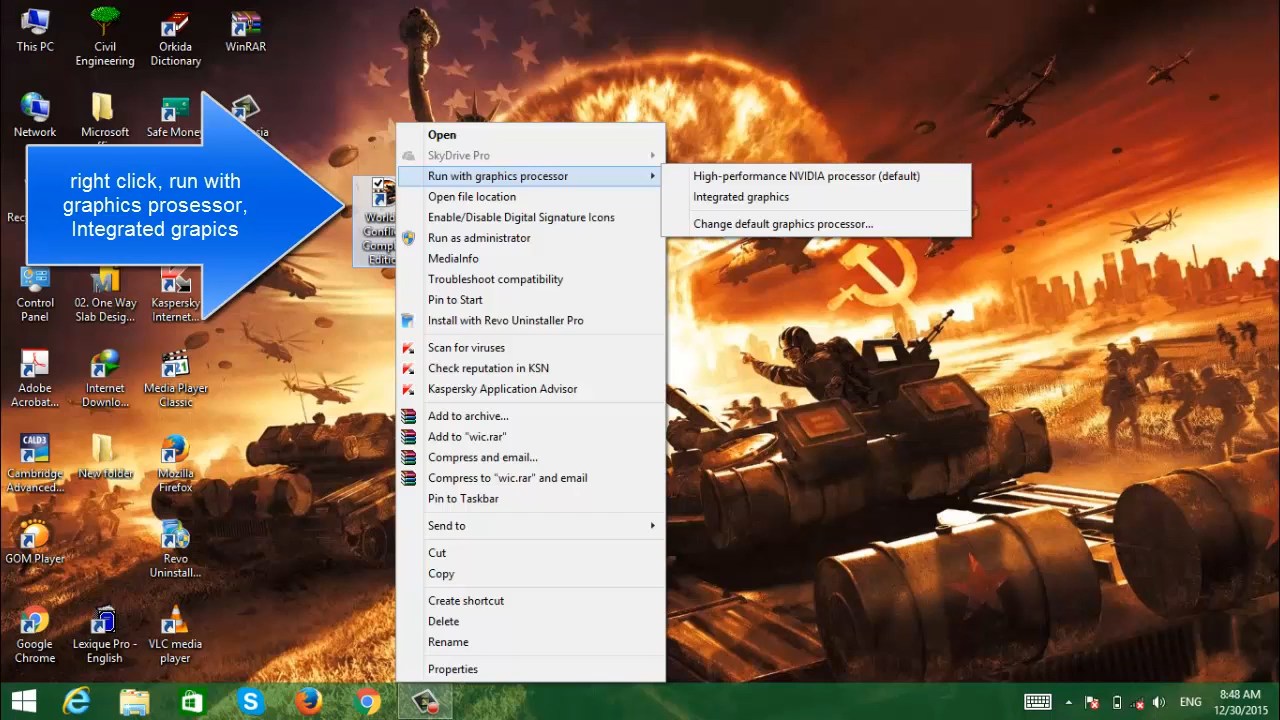 This PC
Civil
Engineering
Orkida
Dictionary
WinRAR
Network
Microsoft
Safe Money
right click, run with
graphics prosessor,
Integrated grapics
Control
Panel
02. One Way
Slab Desig...
Kaspersky
Internet...
Adobe
Acrobat...
Internet
Downlo...
Media Player
Classic
CALD3
Cambridge
Advanced...
New folder
Mozilla
Firefox
GOM Player
Revo
Uninstall...
Google
Chrome
Lexique Pro -
English
VLC media
player
World
Conflic
Comp
Editio
Open
SkyDrive Pro
Run with graphics processor
Open file location
Enable/Disable Digital Signature Icons
Run as administrator
MediaInfo
Troubleshoot compatibility
Pin to Start
Install with Revo Uninstaller Pro
Scan for viruses
Check reputation in KSN
Kaspersky Application Advisor
Add to archive...
Add to "wic.rar"
Compress and email...
Compress to "wic.rar" and email
Pin to Taskbar
Send to
Cut
Copy
Create shortcut
Delete
Rename
Properties
High-performance NVIDIA processor (default)
Integrated graphics
Change default graphics processor...
ENG
8:48 AM
12/30/2015